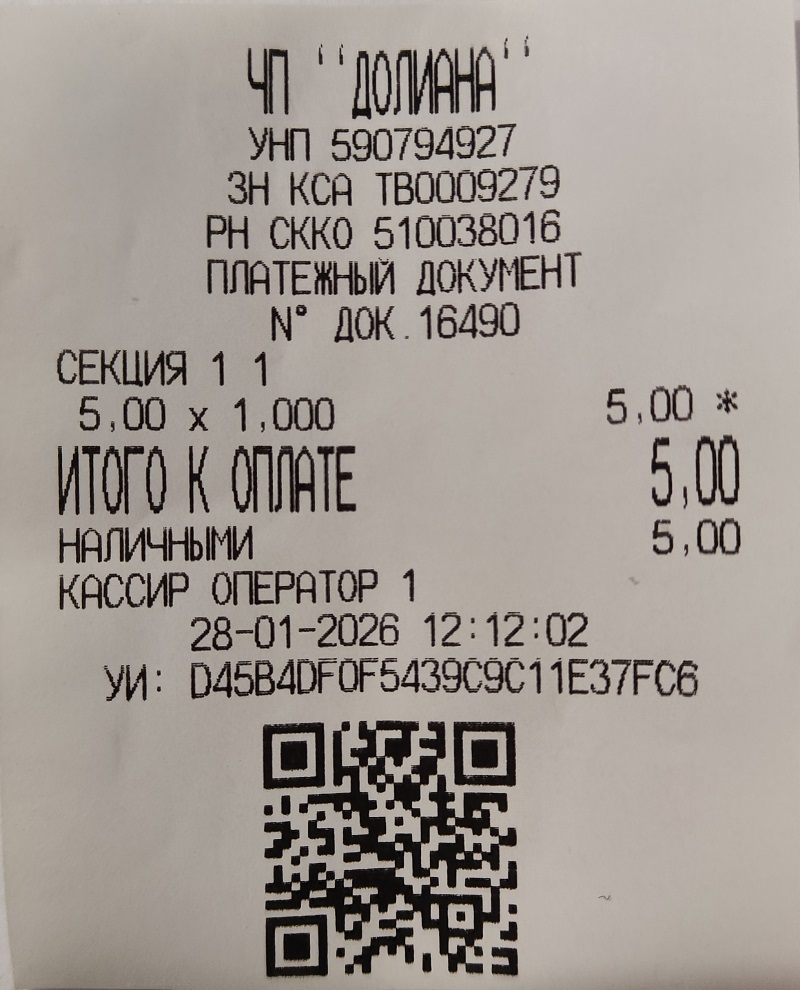 ЧП ‘‘ДОЛИАНА‘‘
УНП 590794927
ЗН КСА ТВ0009279
РН СККО 510038016
ПЛАТЕЖНЫЙ ДОКУМЕНТ
N° ДОК.16490
СЕКЦИЯ 1 1
5,00 x 1,000 5,00 *
ИТОГО К ОПЛАТЕ 5,00
НАЛИЧНЫМИ 5,00
КАССИР ОПЕРАТОР 1
28-01-2026 12:12:02
УИ: D45B4DF0F5439C9C11E37FC6